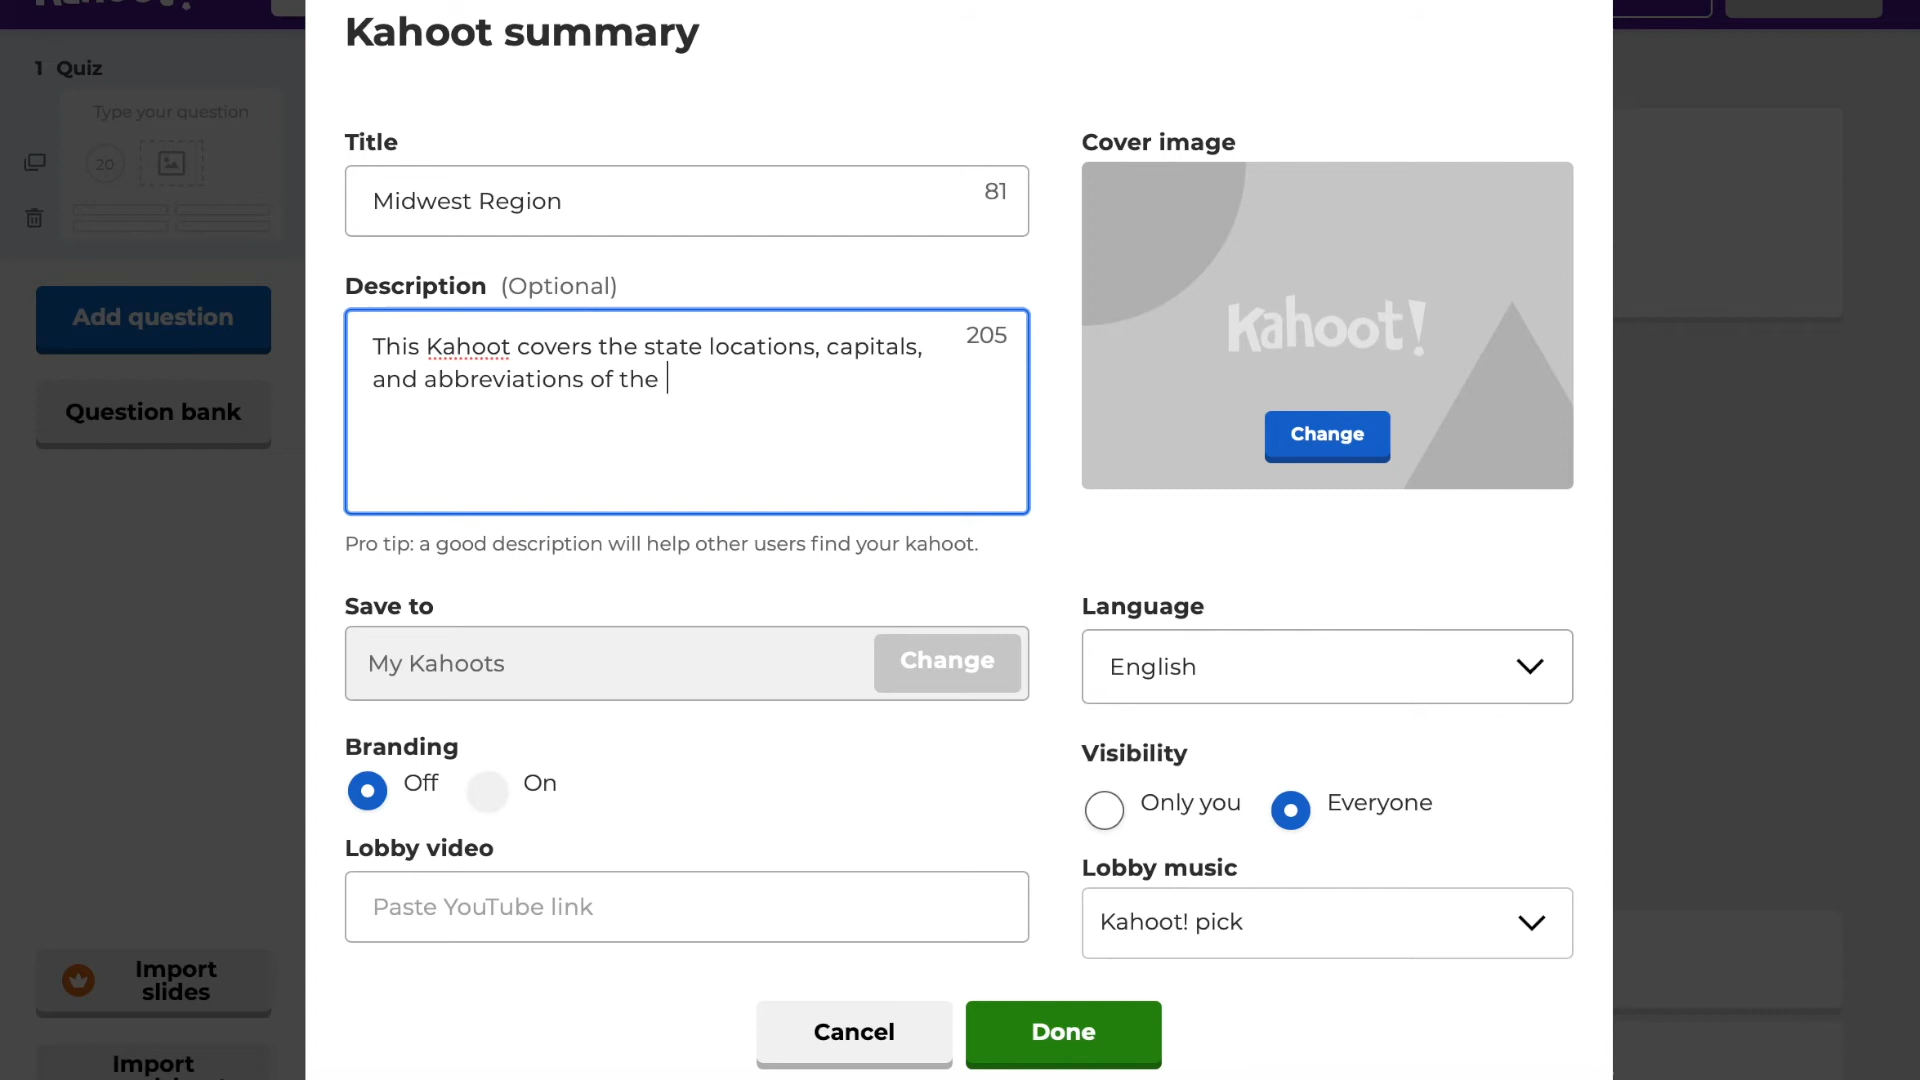 Kahoot!
Kahoot summary
1 Quiz
Type your question
20
Add question
Question bank
Import
slides
Import
Title
Midwest Region
81
Description (Optional)
This Kahoot covers the state locations, capitals,
and abbreviations of the
205
Pro tip: a good description will help other users find your kahoot.
Cover image
Kahoot!
Change
Save to
My Kahoots
Change
Language
English
Branding
Off
On
Visibility
Only you
Everyone
Lobby video
Paste YouTube link
Lobby music
Kahoot! pick
Cancel
Done